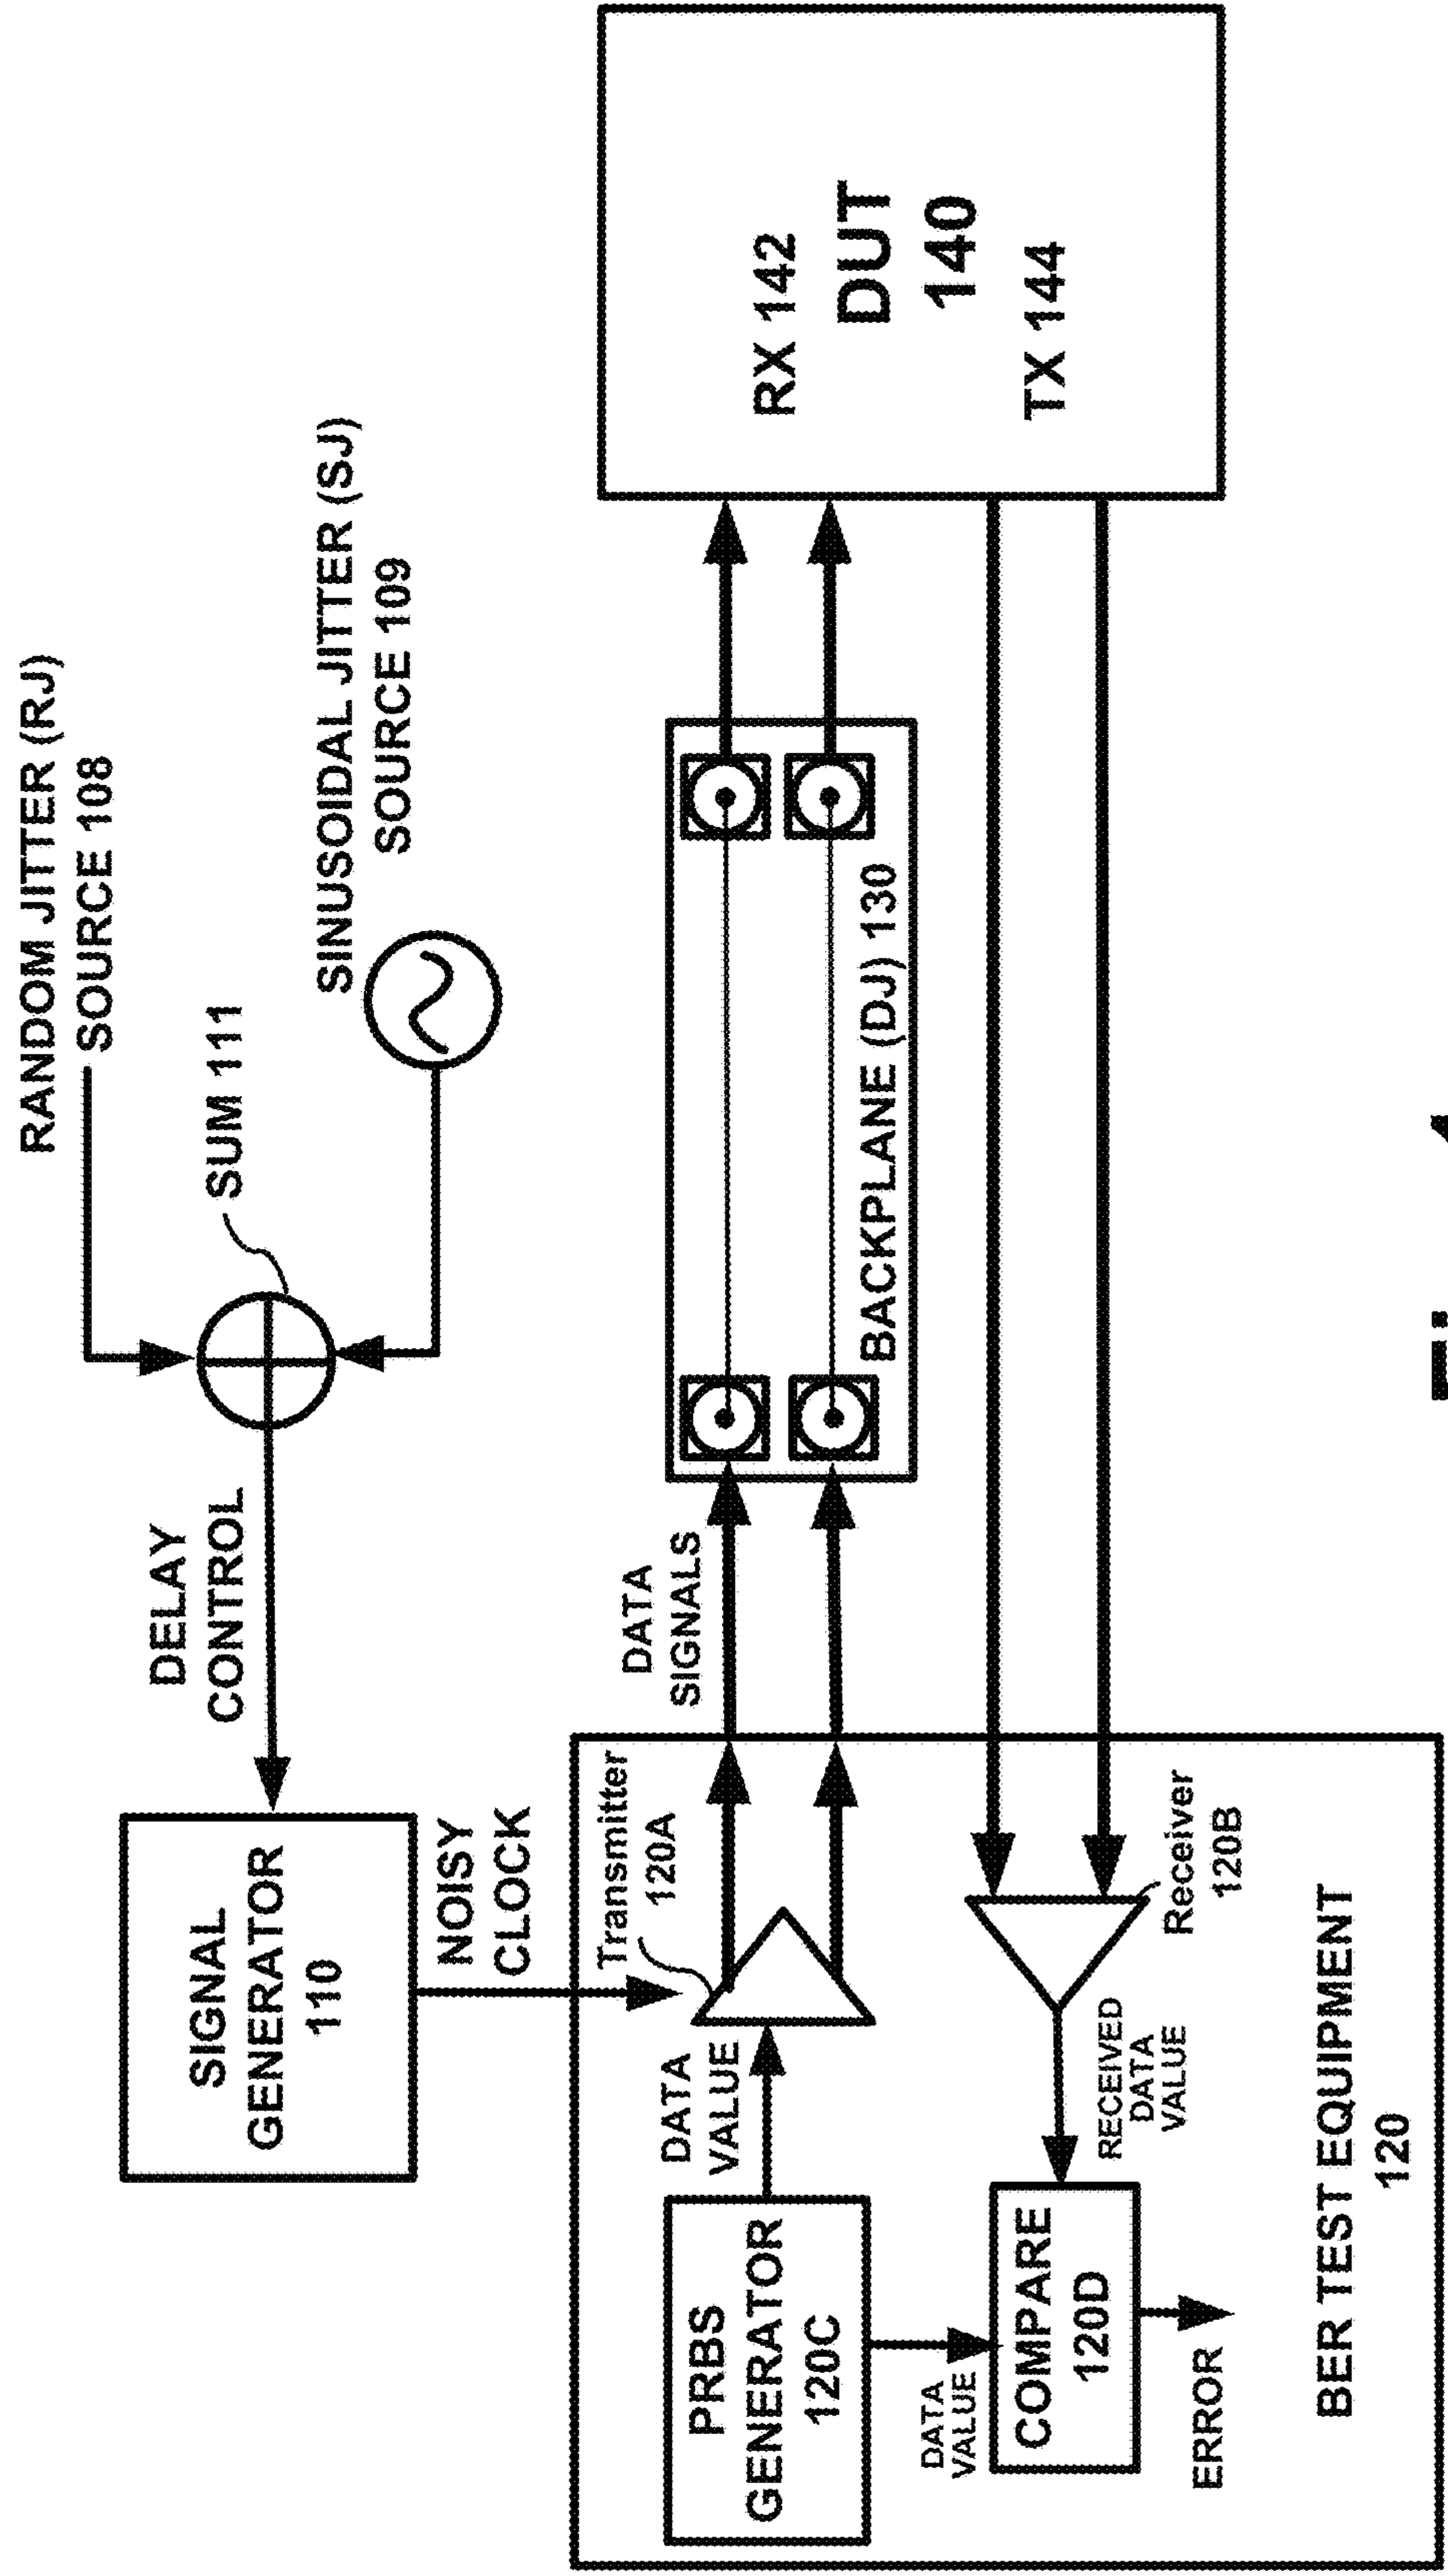 RANDOM JITTER (RJ)
SOURCE 108
SUM 111
SINUSOIDAL JITTER (SJ)
SOURCE 109
DELAY
CONTROL
SIGNAL
GENERATOR
110
NOISY
CLOCK
Transmitter
120A
DATA
SIGNALS
BACKPLANE (DJ) 130
RX 142
DUT
140
TX 144
PRBS
GENERATOR
120C
DATA
VALUE
DATA
VALUE
COMPARE
120D
RECEIVED
DATA
VALUE
Receiver
120B
ERROR
BER TEST EQUIPMENT
120